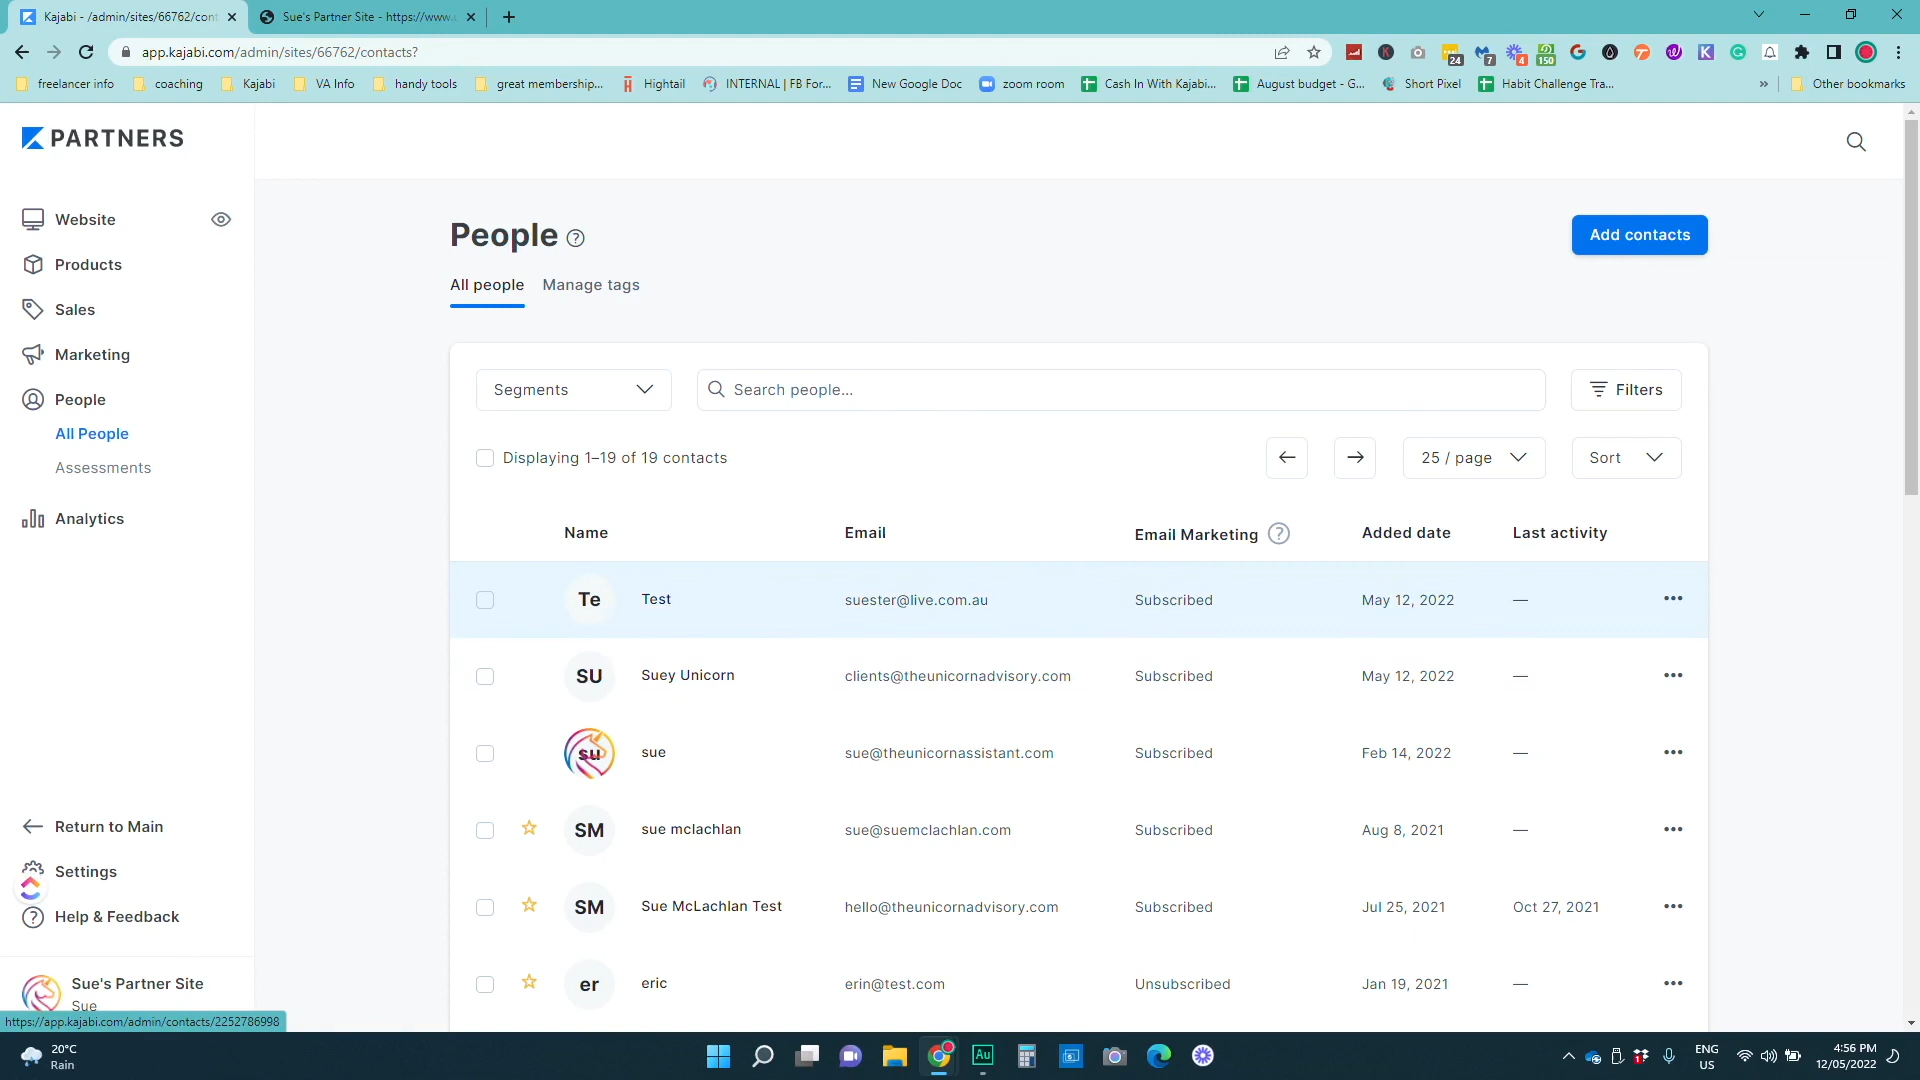 Kajabi - /admin/sites/66762/cont
Sue's Partner Site - https://www.
app.kajabi.com/admin/sites/66762/contacts?
24
7
4
150
freelancer info
coaching
Kajabi
VA Info
handy tools
great membership...
Hightail
INTERNAL | FB For...
New Google Doc
zoom room
Cash In With Kajabi...
August budget - G...
Short Pixel
Habit Challenge Tra...
»
Other bookmarks
PARTNERS
Website
Products
Sales
Marketing
People
All People
Assessments
Analytics
Return to Main
Settings
Help & Feedback
Sue's Partner Site
Sue
https://app.kajabi.com/admin/contacts/2252786998
People
Add contacts
All people
Manage tags
Segments
Search people...
Filters
Displaying 1–19 of 19 contacts
25 / page
Sort
Name Email Email Marketing Added date Last activity
Te Test suester@live.com.au Subscribed May 12, 2022 —
SU Suey Unicorn clients@theunicornadvisory.com Subscribed May 12, 2022 —
su sue sue@theunicornassistant.com Subscribed Feb 14, 2022 —
SM sue mclachlan sue@suemclachlan.com Subscribed Aug 8, 2021 —
SM Sue McLachlan Test hello@theunicornadvisory.com Subscribed Jul 25, 2021 Oct 27, 2021
er eric erin@test.com Unsubscribed Jan 19, 2021 —
20°C
Rain
Au
ENG
US
4:56 PM
12/05/2022